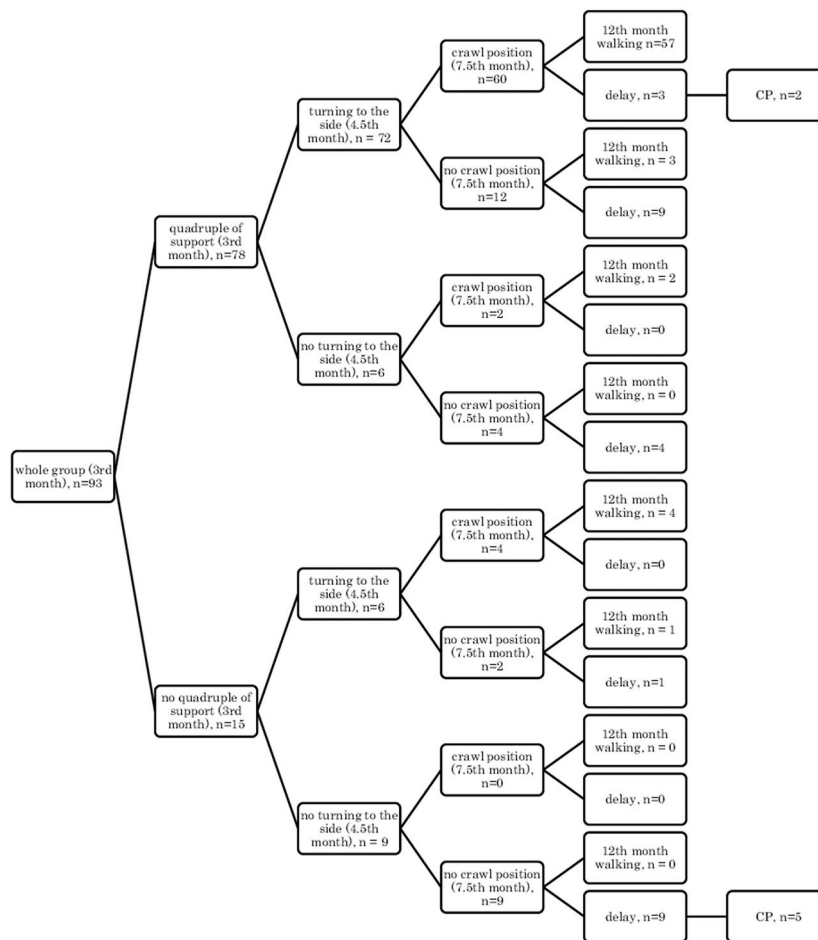 whole group (3rd
month), n=93
quadruple of
support (3rd
month), n=78
turning to the
side (4.5th
month), n = 72
crawl position
(7.5th month),
n=60
12th month
walking n=57
delay, n=3
CP, n=2
no crawl position
(7.5th month),
n=12
12th month
walking, n = 3
delay, n=9
no turning to the
side (4.5th
month), n=6
crawl position
(7.5th month),
n=2
12th month
walking, n = 2
delay, n=0
no crawl position
(7.5th month),
n=4
12th month
walking, n = 0
delay, n=4
no quadruple of
support (3rd
month), n=15
turning to the
side (4.5th
month), n=6
crawl position
(7.5th month),
n=4
12th month
walking, n = 4
delay, n=0
no crawl position
(7.5th month),
n=2
12th month
walking, n = 1
delay, n=1
no turning to the
side (4.5th
month), n = 9
crawl position
(7.5th month),
n=0
12th month
walking, n = 0
delay, n=0
no crawl position
(7.5th month),
n=9
12th month
walking, n = 0
delay, n=9
CP, n=5